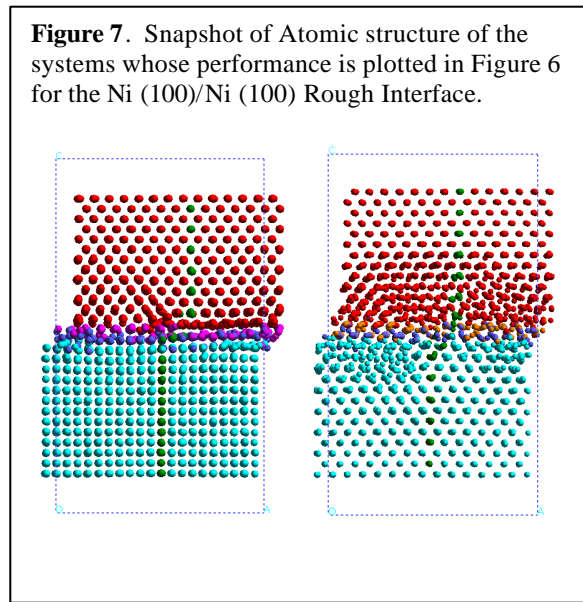 Figure 7. Snapshot of Atomic structure of the
systems whose performance is plotted in Figure 6
for the Ni (100)/Ni (100) Rough Interface.
C C
O A O A